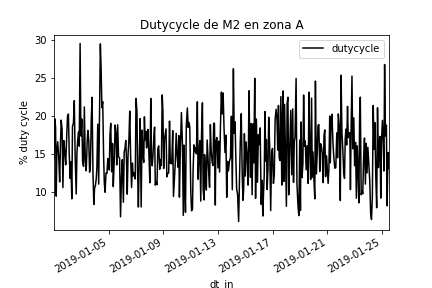 Dutycycle de M2 en zona A
dutycycle
30
25
20
15
10
% duty cycle
2019-01-05
2019-01-09
2019-01-13
2019-01-17
2019-01-21
2019-01-25
dt_in